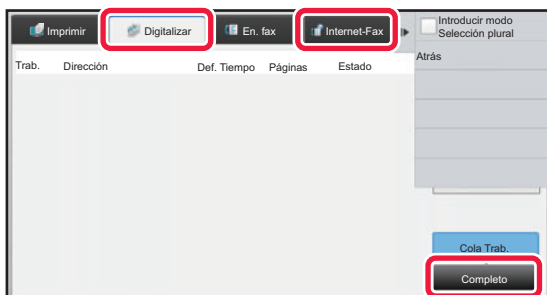 Imprimir
Digitalizar
En. fax
Internet-Fax
Introducir modo
Selección plural
Trab. Dirección Def. Tiempo Páginas Estado
Atrás
Cola Trab.
Completo